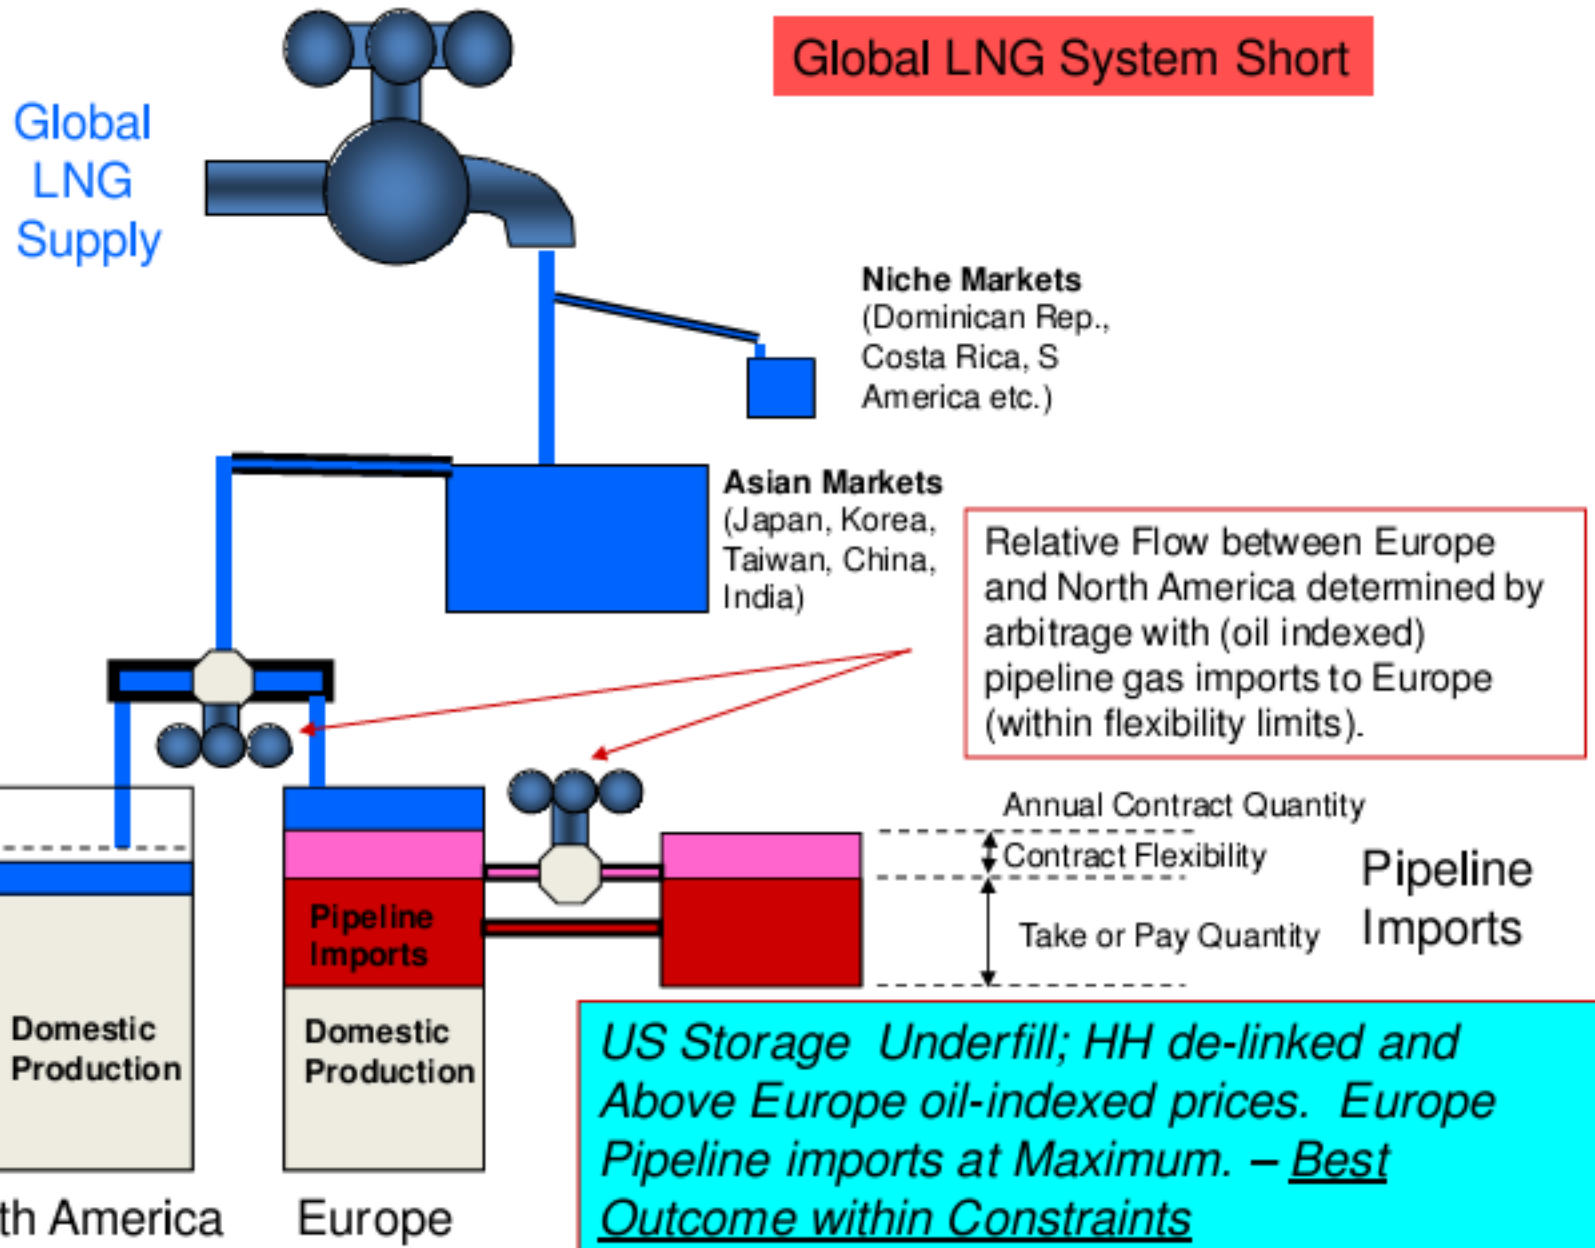 Global LNG System Short
Global
LNG
Supply
Niche Markets
(Dominican Rep.,
Costa Rica, S
America etc.)
Asian Markets
(Japan, Korea,
Taiwan, China,
India)
Relative Flow between Europe
and North America determined by
arbitrage with (oil indexed)
pipeline gas imports to Europe
(within flexibility limits).
Annual Contract Quantity
Contract Flexibility
Take or Pay Quantity
Pipeline
Imports
Pipeline
Imports
Domestic
Production
Domestic
Production
th America
Europe
US Storage Underfill; HH de-linked and
Above Europe oil-indexed prices. Europe
Pipeline imports at Maximum. – Best
Outcome within Constraints